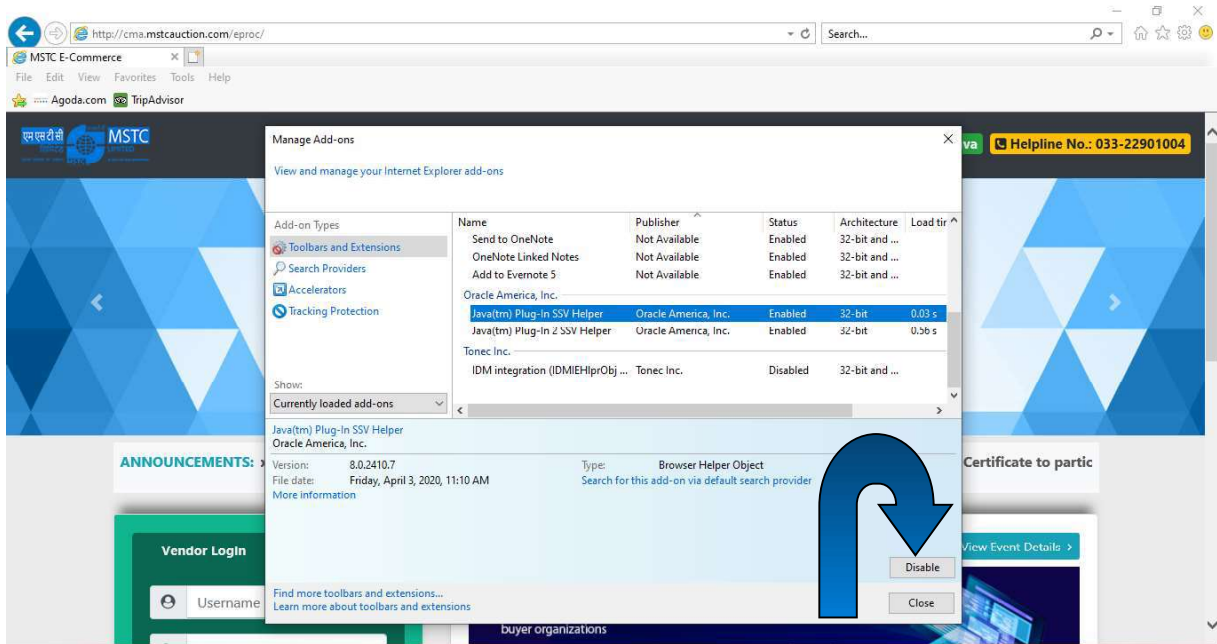 http://cma.mstcauction.com/eproc/
Search...
MSTC E-Commerce
File Edit View Favorites Tools Help
Agoda.com TripAdvisor
एम एस टी सी MSTC
LIMITED
va Helpline No.: 033-22901004
Manage Add-ons
View and manage your Internet Explorer add-ons
Add-on Types
Toolbars and Extensions
Search Providers
Accelerators
Tracking Protection
Show:
Currently loaded add-ons
Name Publisher Status Architecture Load tir
Send to OneNote Not Available Enabled 32-bit and ...
OneNote Linked Notes Not Available Enabled 32-bit and ...
Add to Evernote 5 Not Available Enabled 32-bit and ...
Oracle America, Inc.
Java(tm) Plug-In SSV Helper Oracle America, Inc. Enabled 32-bit 0.03 s
Java(tm) Plug-In 2 SSV Helper Oracle America, Inc. Enabled 32-bit 0.56 s
Tonec Inc.
IDM integration (IDMIEHlprObj ... Tonec Inc. Disabled 32-bit and ...
Java(tm) Plug-In SSV Helper
Oracle America, Inc.
Version: 8.0.2410.7 Type: Browser Helper Object
File date: Friday, April 3, 2020, 11:10 AM Search for this add-on via default search provider
More information
Disable
Find more toolbars and extensions...
Learn more about toolbars and extensions
Close
ANNOUNCEMENTS: Certificate to partic
Vendor Login
View Event Details
Username
buyer organizations